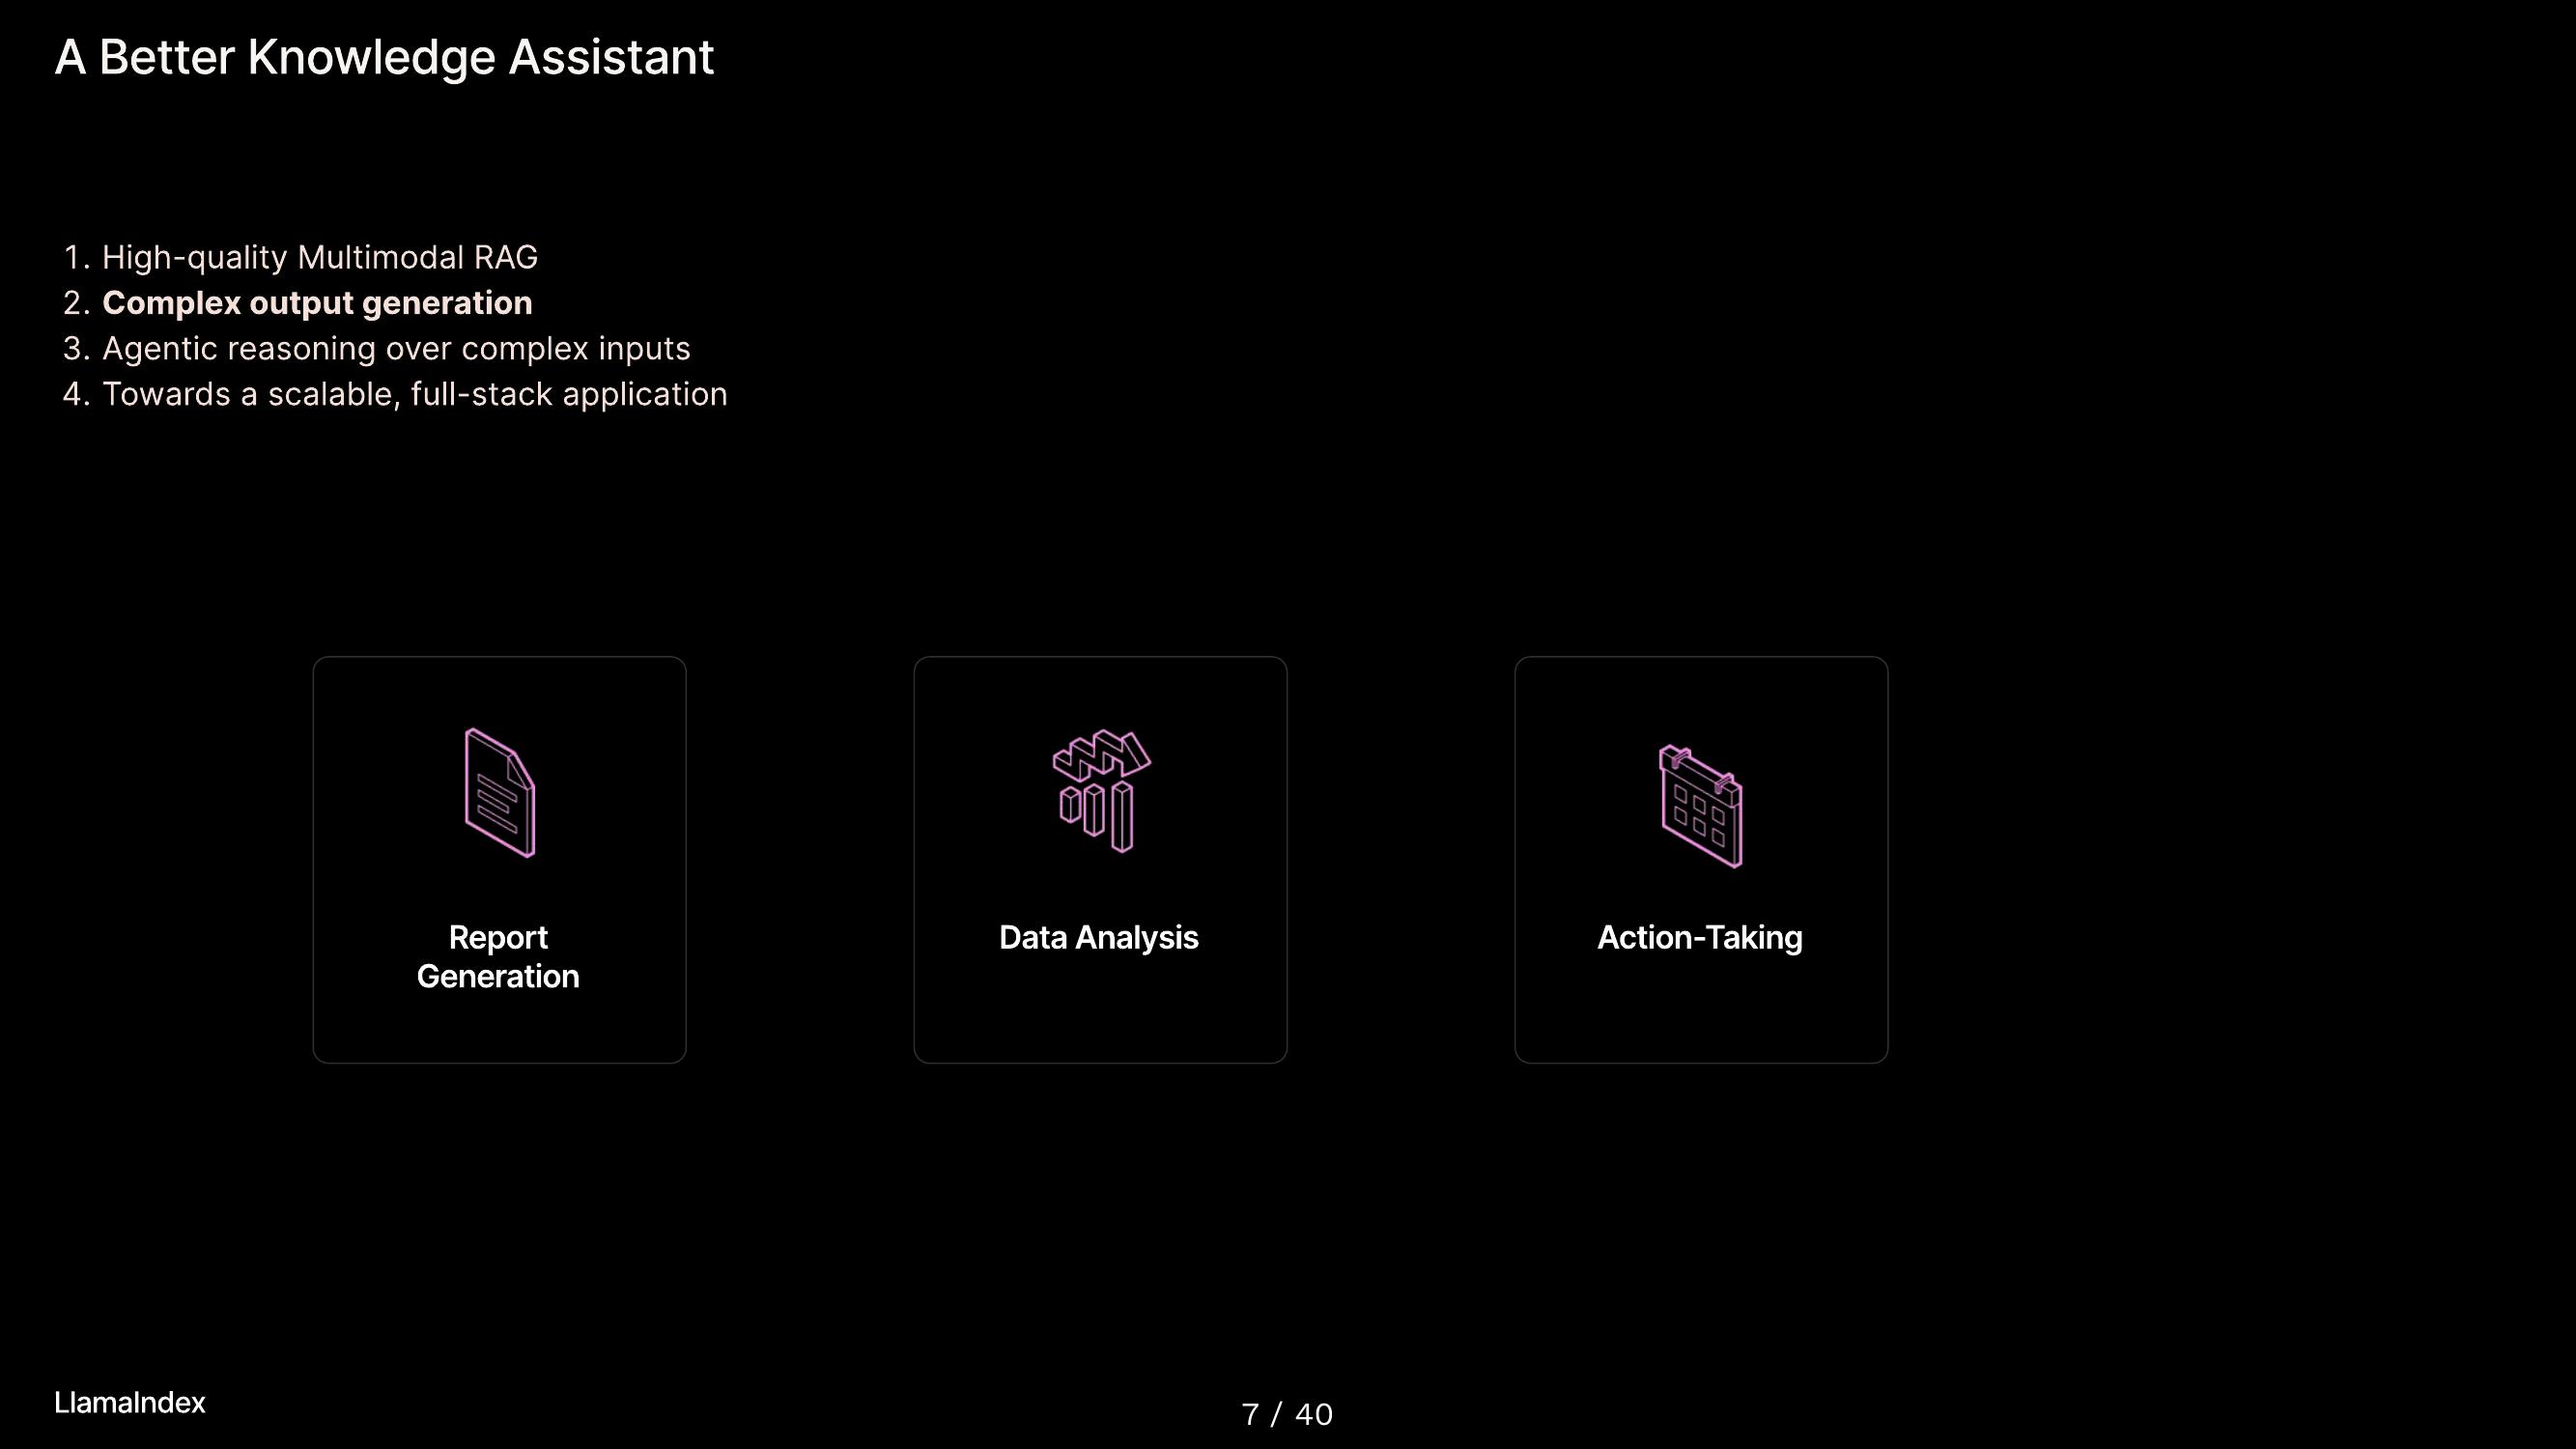 A Better Knowledge Assistant
1. High-quality Multimodal RAG
2. Complex output generation
3. Agentic reasoning over complex inputs
4. Towards a scalable, full-stack application
Report
Generation
Data Analysis
Action-Taking
LlamaIndex
7 / 40